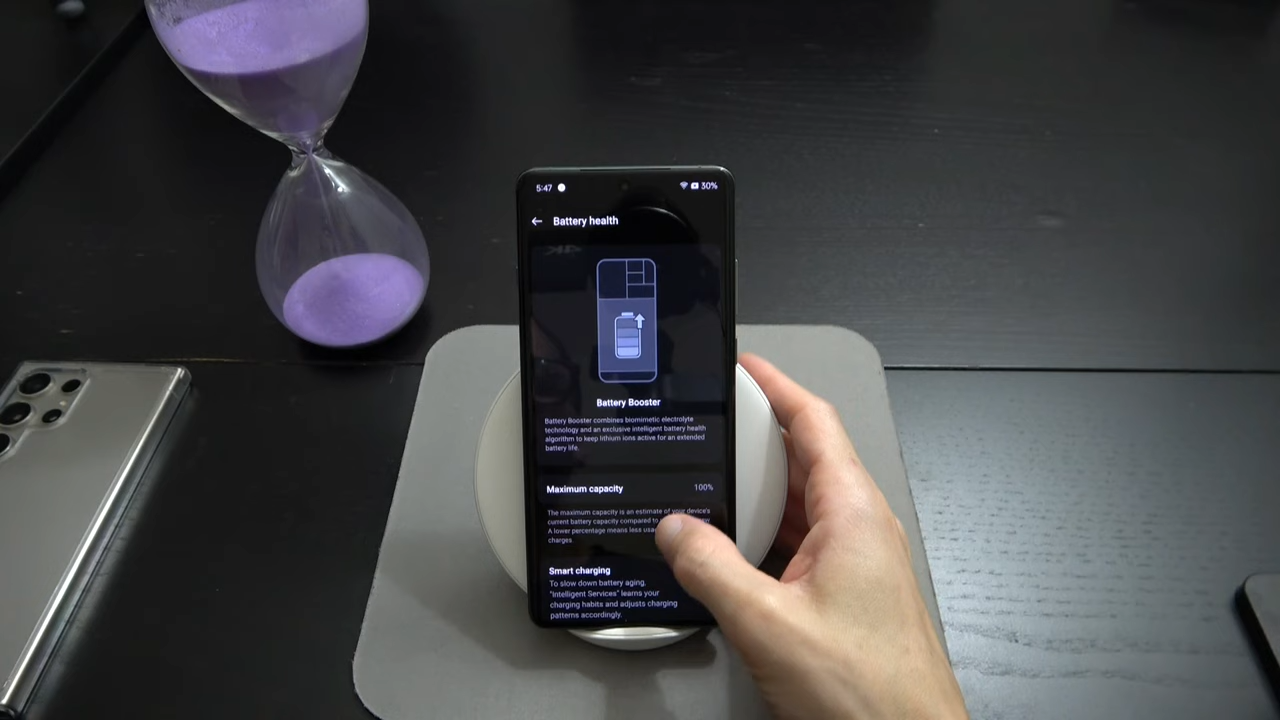 5:47 30%
Battery health
Battery Booster
Battery Booster combines biomimetic electrolyte
technology and an exclusive intelligent battery health
algorithm to keep lithium ions active for an extended
battery life.
Maximum capacity 100%
The maximum capacity is an estimate of your device's
current battery capacity compared to
A lower percentage means less
charges.
Smart charging
To slow down battery aging,
"Intelligent Services" learns your
charging habits and adjusts charging
patterns accordingly.